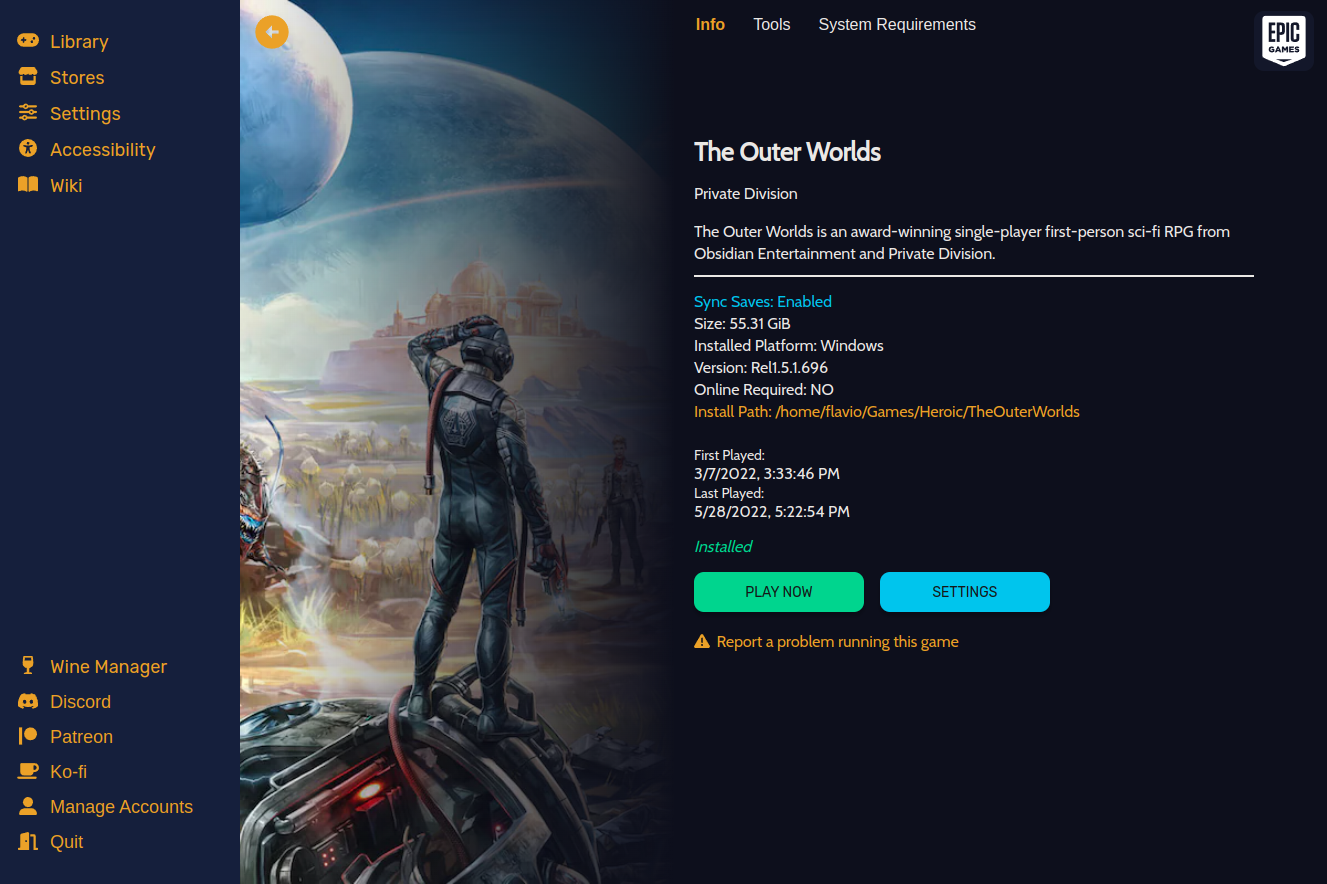 Library
Stores
Settings
Accessibility
Wiki
Wine Manager
Discord
Patreon
Ko-fi
Manage Accounts
Quit
Info Tools System Requirements
EPIC
GAMES
The Outer Worlds
Private Division
The Outer Worlds is an award-winning single-player first-person sci-fi RPG from
Obsidian Entertainment and Private Division.
Sync Saves: Enabled
Size: 55.31 GiB
Installed Platform: Windows
Version: Rel1.5.1.696
Online Required: NO
Install Path: /home/flavio/Games/Heroic/TheOuterWorlds
First Played:
3/7/2022, 3:33:46 PM
Last Played:
5/28/2022, 5:22:54 PM
Installed
PLAY NOW SETTINGS
Report a problem running this game